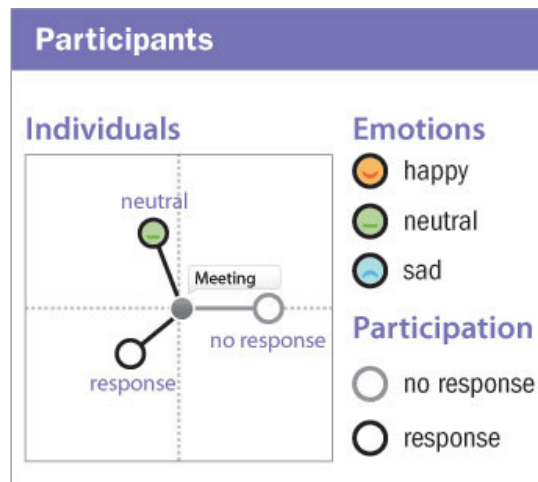 Participants
Individuals
neutral
Meeting
no response
response
Emotions
happy
neutral
sad
Participation
no response
response